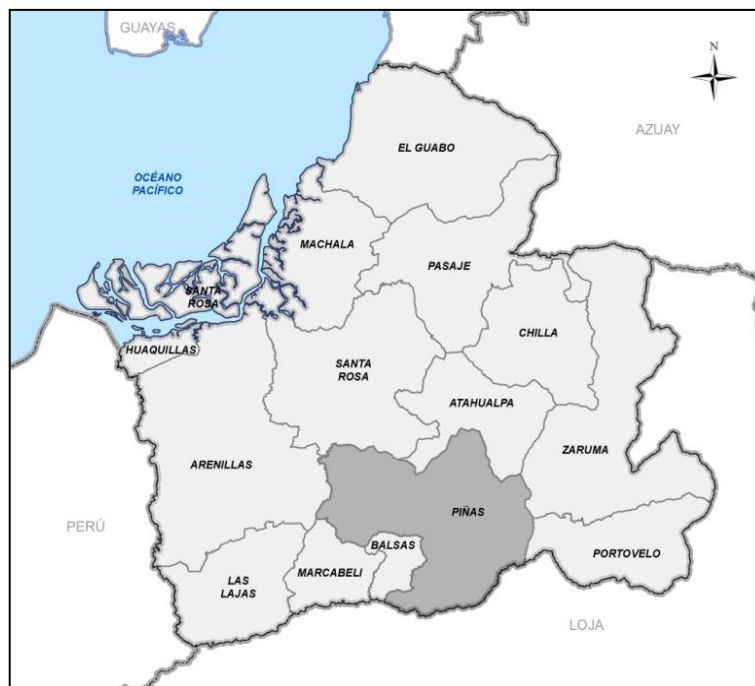 GUAYAS
N
AZUAY
EL GUABO
OCÉANO
PACÍFICO
MACHALA
PASAJE
SANTA
ROSA
CHILLA
HUAQUILLAS
SANTA
ROSA
ATAHUALPA
ZARUMA
ARENILLAS
PIÑAS
PERÚ
BALSAS
PORTOVELO
MARCABELI
LAS
LAJAS
LOJA